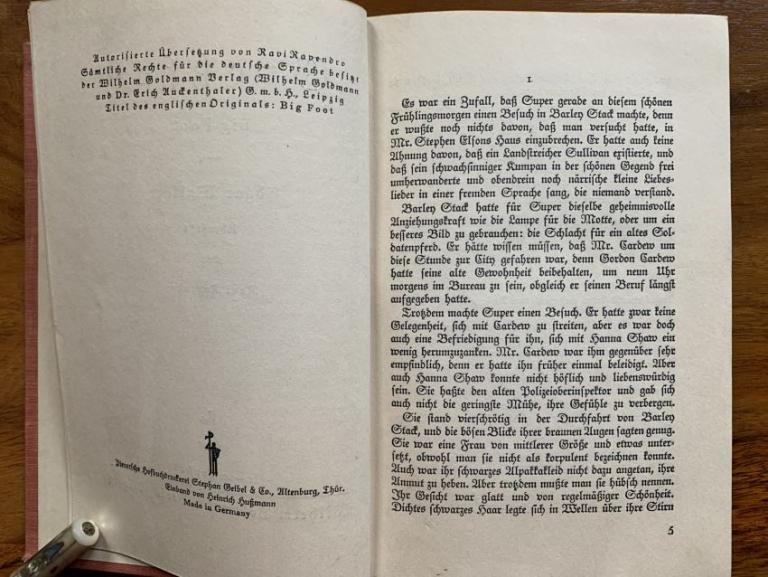 Autorisierte Übersetzung von Ravi Ravendro
Sämtliche Rechte für die deutsche Sprache besitzt
der Wilhelm Goldmann Verlag (Wilhelm Goldmann
und Dr. Erich Auckenthaler) G. m. b. H., Leipzig
Titel des englischen Originals: Big Foot
Pierersche Hofbuchdruckerei Stephan Geibel & Co., Altenburg, Thür.
Einband von Heinrich Hußmann
Made in Germany
1
Es war ein Zufall, daß Super gerade an diesem schönen
Frühlingsmorgen einen Besuch in Barley Stack machte, denn
er wußte noch nichts davon, daß man versucht hatte, in
Mr. Stephen Elsons Haus einzubrechen. Er hatte auch keine
Ahnung davon, daß ein Landstreicher Sullivan existierte, und
daß sein schwachsinniger Kumpan in der schönen Gegend frei
umherwanderte und obendrein noch närrische kleine Liebes-
lieder in einer fremden Sprache sang, die niemand verstand.
Barley Stack hatte für Super dieselbe geheimnisvolle
Anziehungskraft wie die Lampe für die Motte, oder um ein
besseres Bild zu gebrauchen: die Schlacht für ein altes Sol-
datenpferd. Er hätte wissen müssen, daß Mr. Cardew um
diese Stunde zur City gefahren war, denn Gordon Cardew
hatte seine alte Gewohnheit beibehalten, um neun Uhr
morgens im Bureau zu sein, obgleich er seinen Beruf längst
aufgegeben hatte.
Trotzdem machte Super einen Besuch. Er hatte zwar keine
Gelegenheit, sich mit Cardew zu streiten, aber es war doch
auch eine Befriedigung für ihn, sich mit Hanna Shaw ein
wenig herumzuzanken. Mr. Cardew war ihm gegenüber sehr
empfindlich, denn er hatte ihn früher einmal beleidigt. Aber
auch Hanna Shaw konnte nicht höflich und liebenswürdig
sein. Sie haßte den alten Polizeioberinspektor und gab sich
auch nicht die geringste Mühe, ihre Gefühle zu verbergen.
Sie stand vierschrötig in der Durchfahrt von Barley
Stack, und die bösen Blicke ihrer braunen Augen sagten genug.
Sie war eine Frau von mittlerer Größe und etwas unter-
setzt, obwohl man sie nicht als korpulent bezeichnen konnte.
Auch war ihr schwarzes Alpakkakleid nicht dazu angetan, ihre
Anmut zu heben. Aber trotzdem mußte man sie hübsch nennen.
Ihr Gesicht war glatt und von regelmäßiger Schönheit.
Dichtes schwarzes Haar legte sich in Wellen über ihre Stirn
5